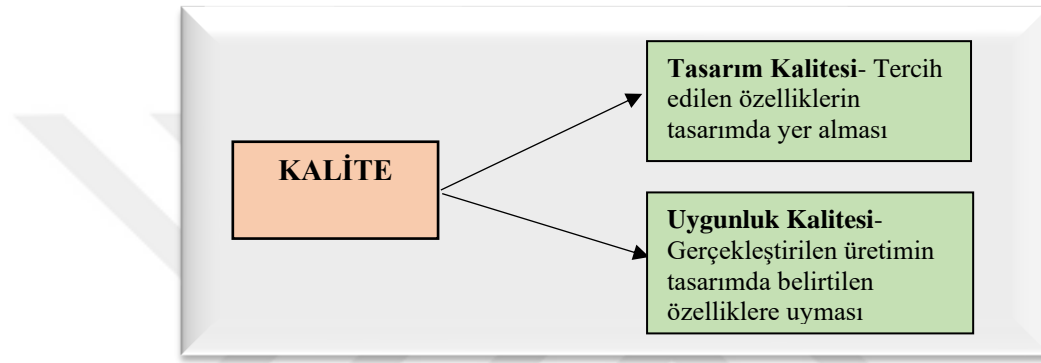 KALİTE
Tasarım Kalitesi- Tercih
edilen özelliklerin
tasarımda yer alması
Uygunluk Kalitesi-
Gerçekleştirilen üretimin
tasarımda belirtilen
özelliklere uyması